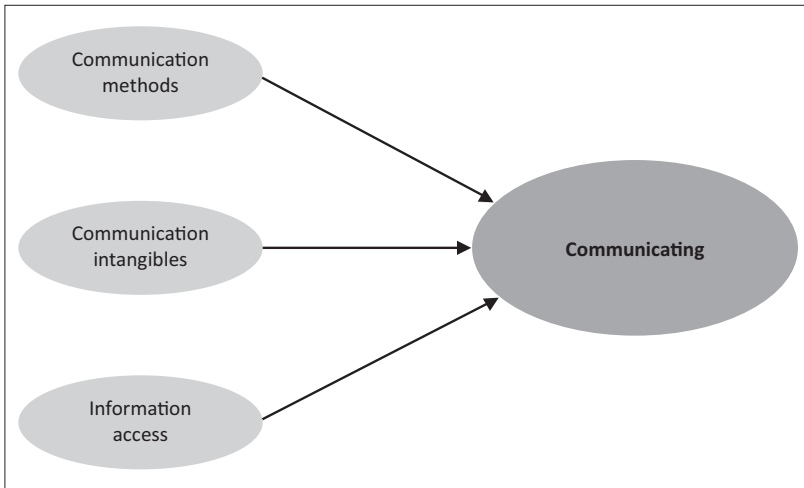 Communication
methods
Communication
intangibles
Communicating
Information
access